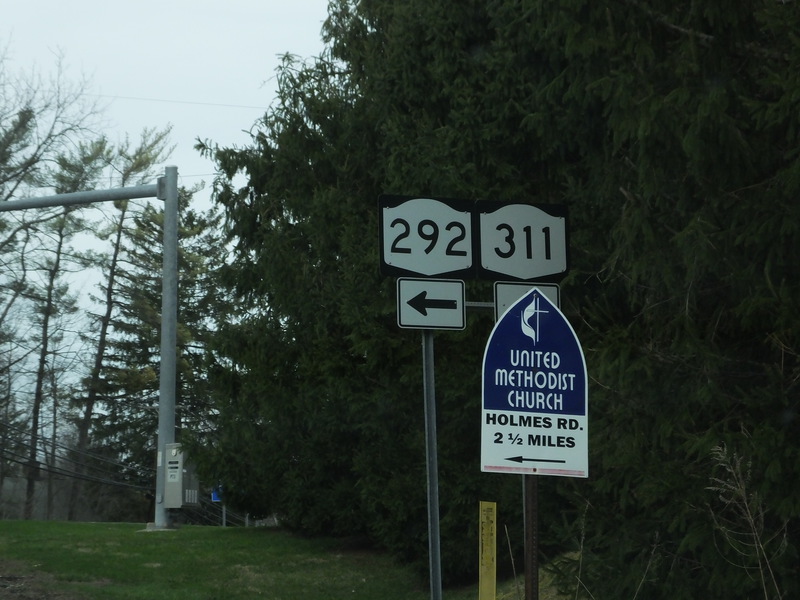 292
311
UNITED
METHODIST
CHURCH
HOLMES RD.
2 ½ MILES